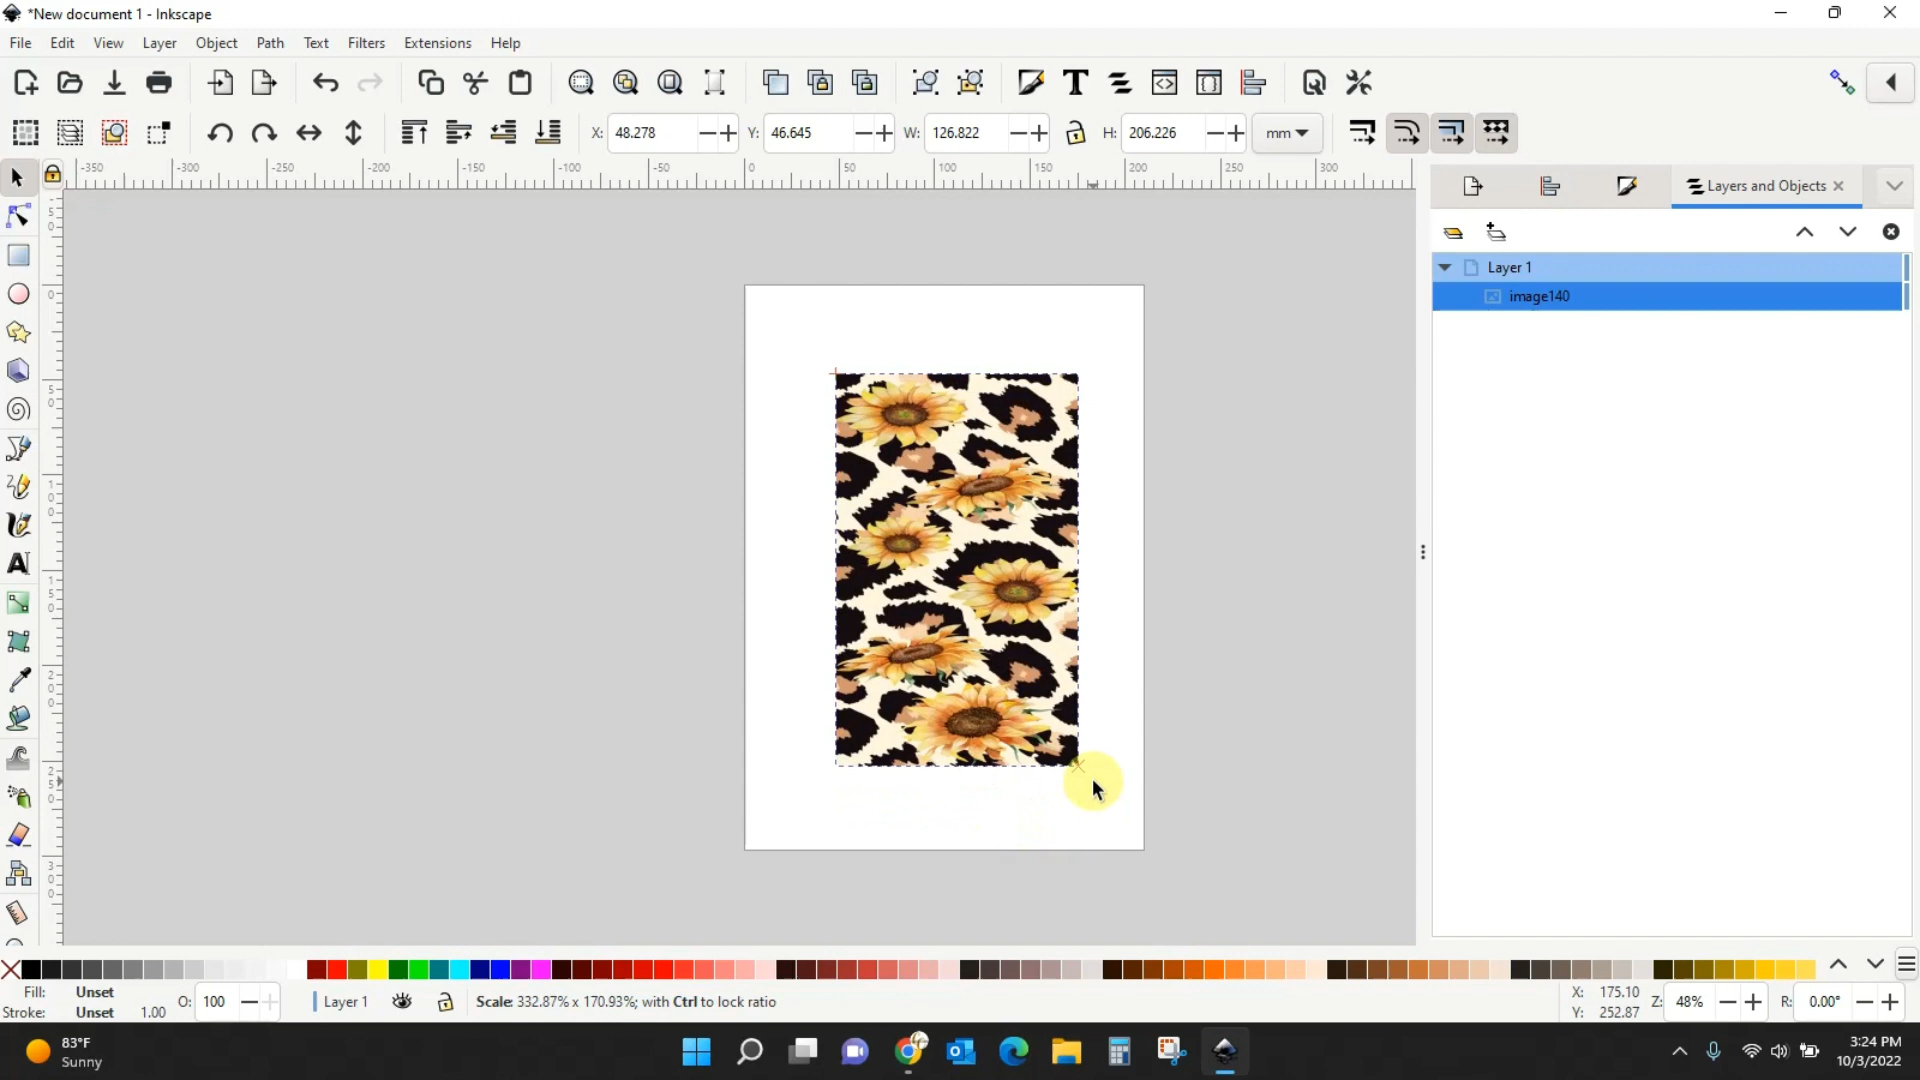 *New document 1 - Inkscape
File Edit View Layer Object Path Text Filters Extensions Help
X: 48.278 Y: 46.645 W: 126.822 H: 206.226 mm
-350 -300 -250 -200 -150 -100 -50 0 50 100 150 200 250 300
Layers and Objects
Layer 1
image140
Fill: Unset
Stroke: Unset 1.00
O: 100
Layer 1
Scale: 332.87% x 170.93%; with Ctrl to lock ratio
X: 175.10
Y: 252.87
Z: 48%
R: 0.00°
83°F
Sunny
3:24 PM
10/3/2022